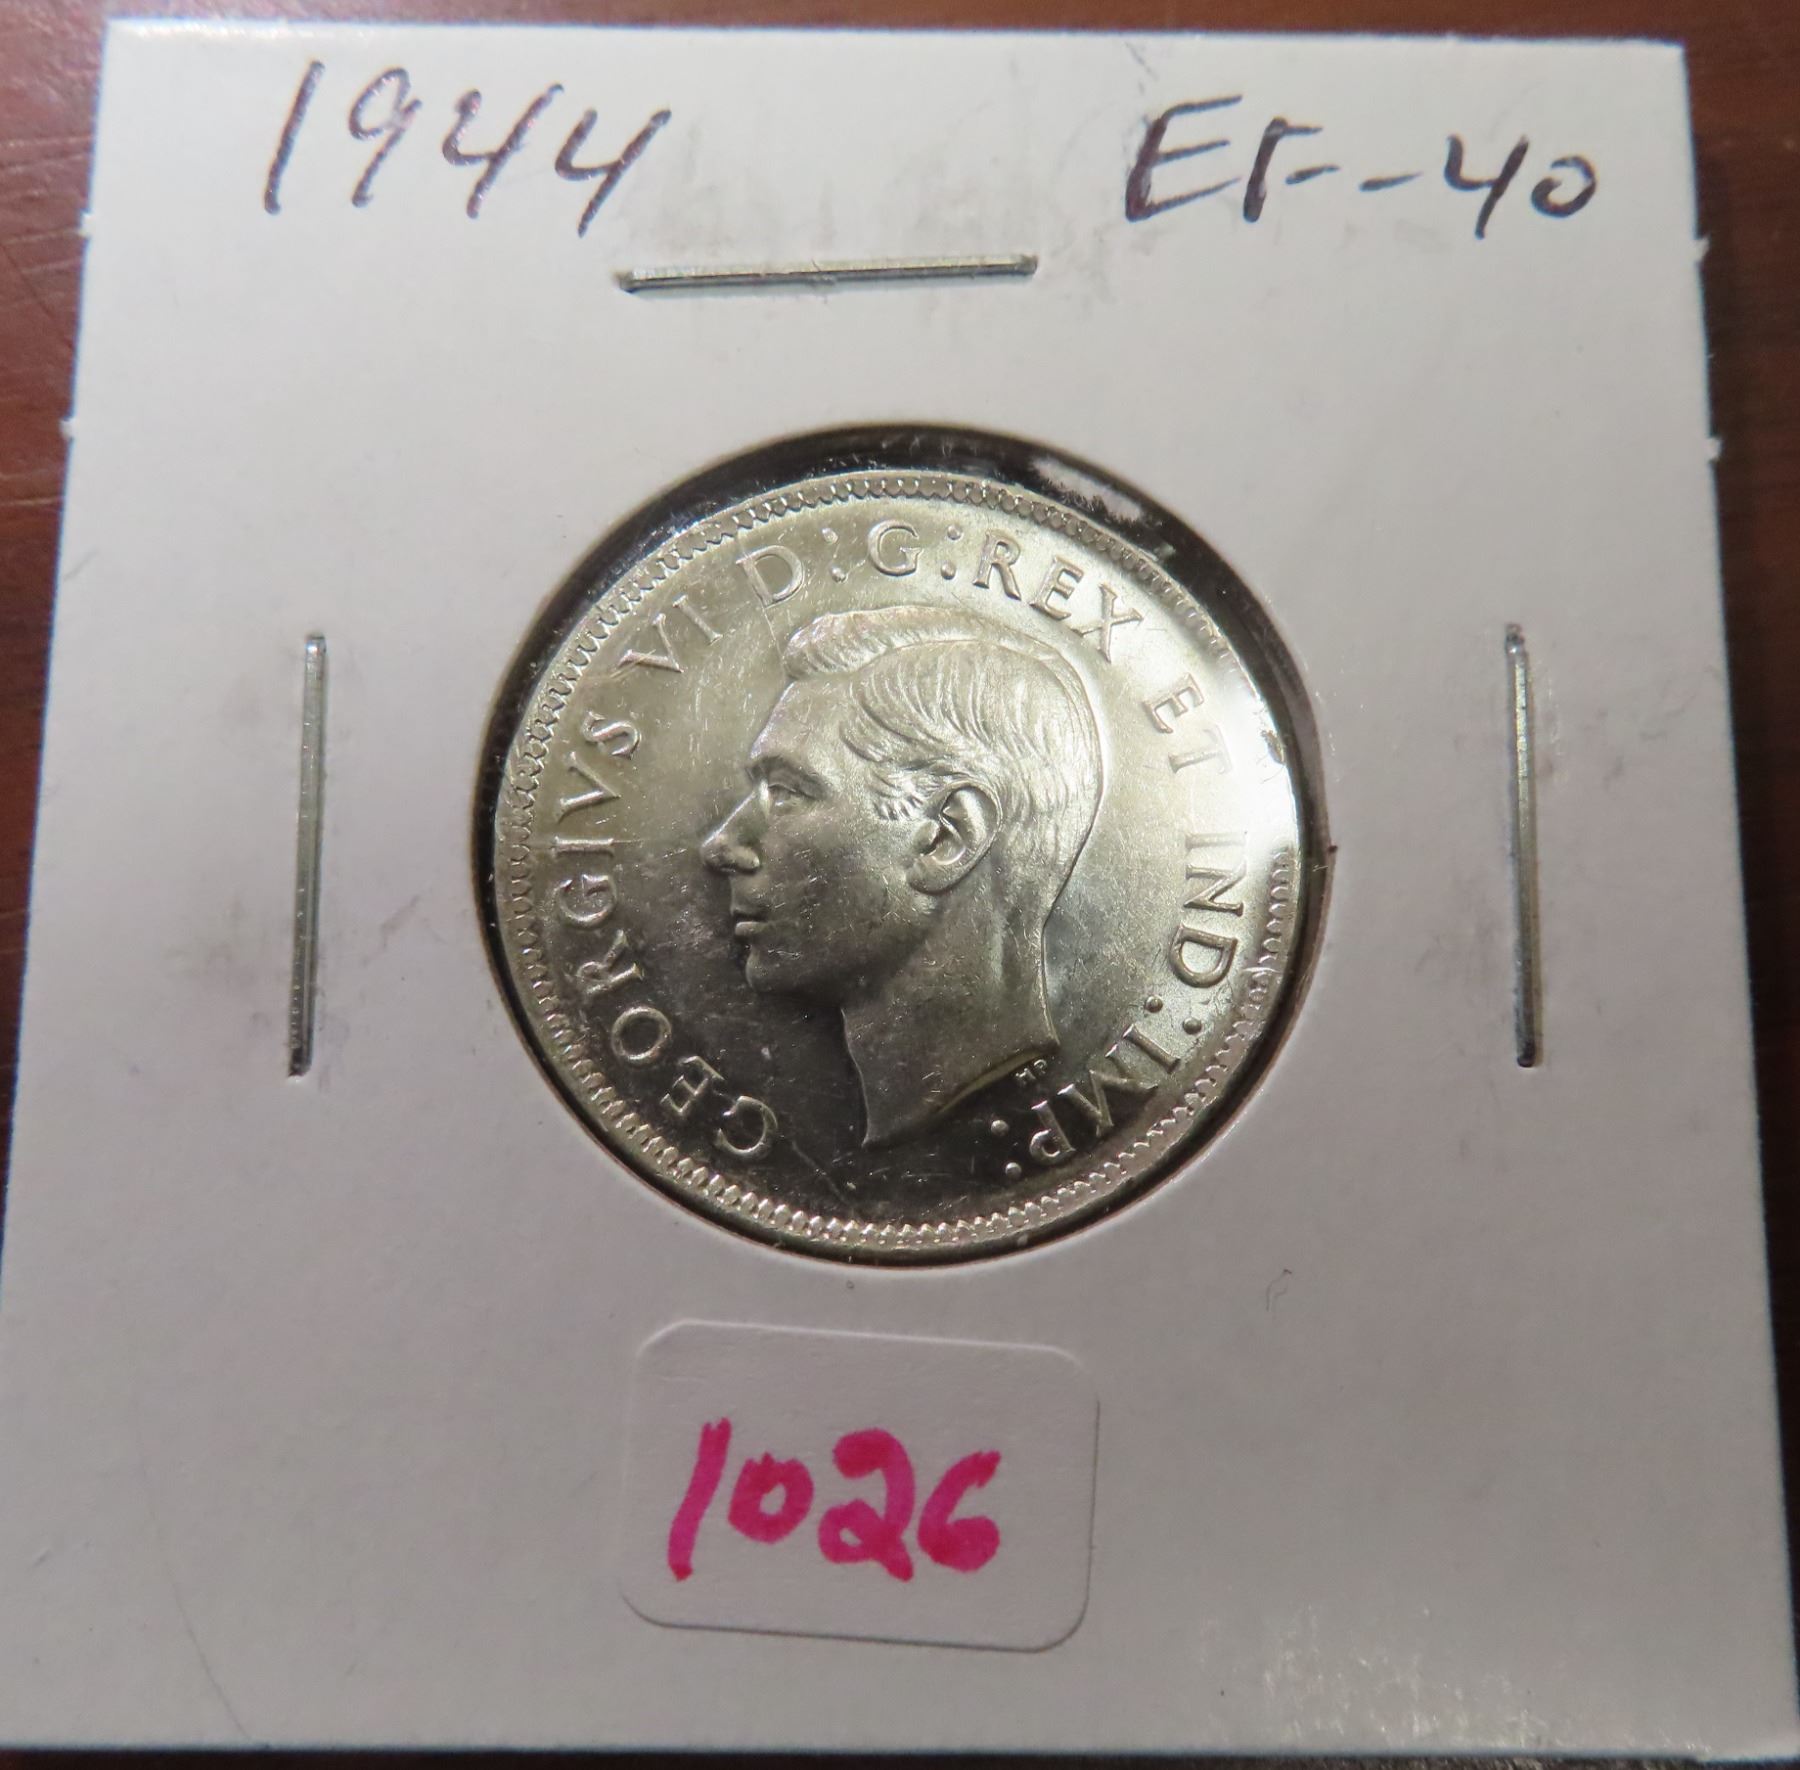 1944 EF-40
GEORGIVS VI D:G:REX ET IND:IMP:
HP
1026